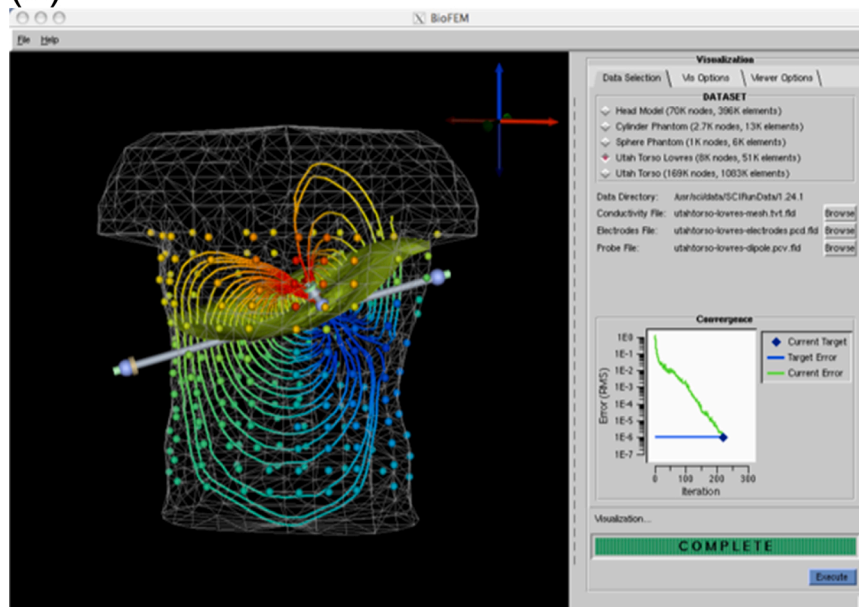 X BioFEM
File Help
Visualization
Data Selection Vis Options Viewer Options
DATASET
Head Model (70K nodes, 396K elements)
Cylinder Phantom (2.7K nodes, 13K elements)
Sphere Phantom (1K nodes, 6K elements)
Utah Torso Lowres (8K nodes, 51K elements)
Utah Torso (169K nodes, 1083K elements)
Data Directory: /usr/sci/data/SCIRunData/1.24.1
Conductivity File: utahtorso-lowres-mesh.tvt.fld Browse
Electrodes File: utahtorso-lowres-electrodes.pcd.fld Browse
Probe File: utahtorso-lowres-dipole.pcv.fld Browse
Convergence
1E0
1E-1
1E-2
1E-3
1E-4
1E-5
1E-6
1E-7
Error (RMS)
0 100 200 300
Iteration
Current Target
Target Error
Current Error
Visualization...
COMPLETE
Execute